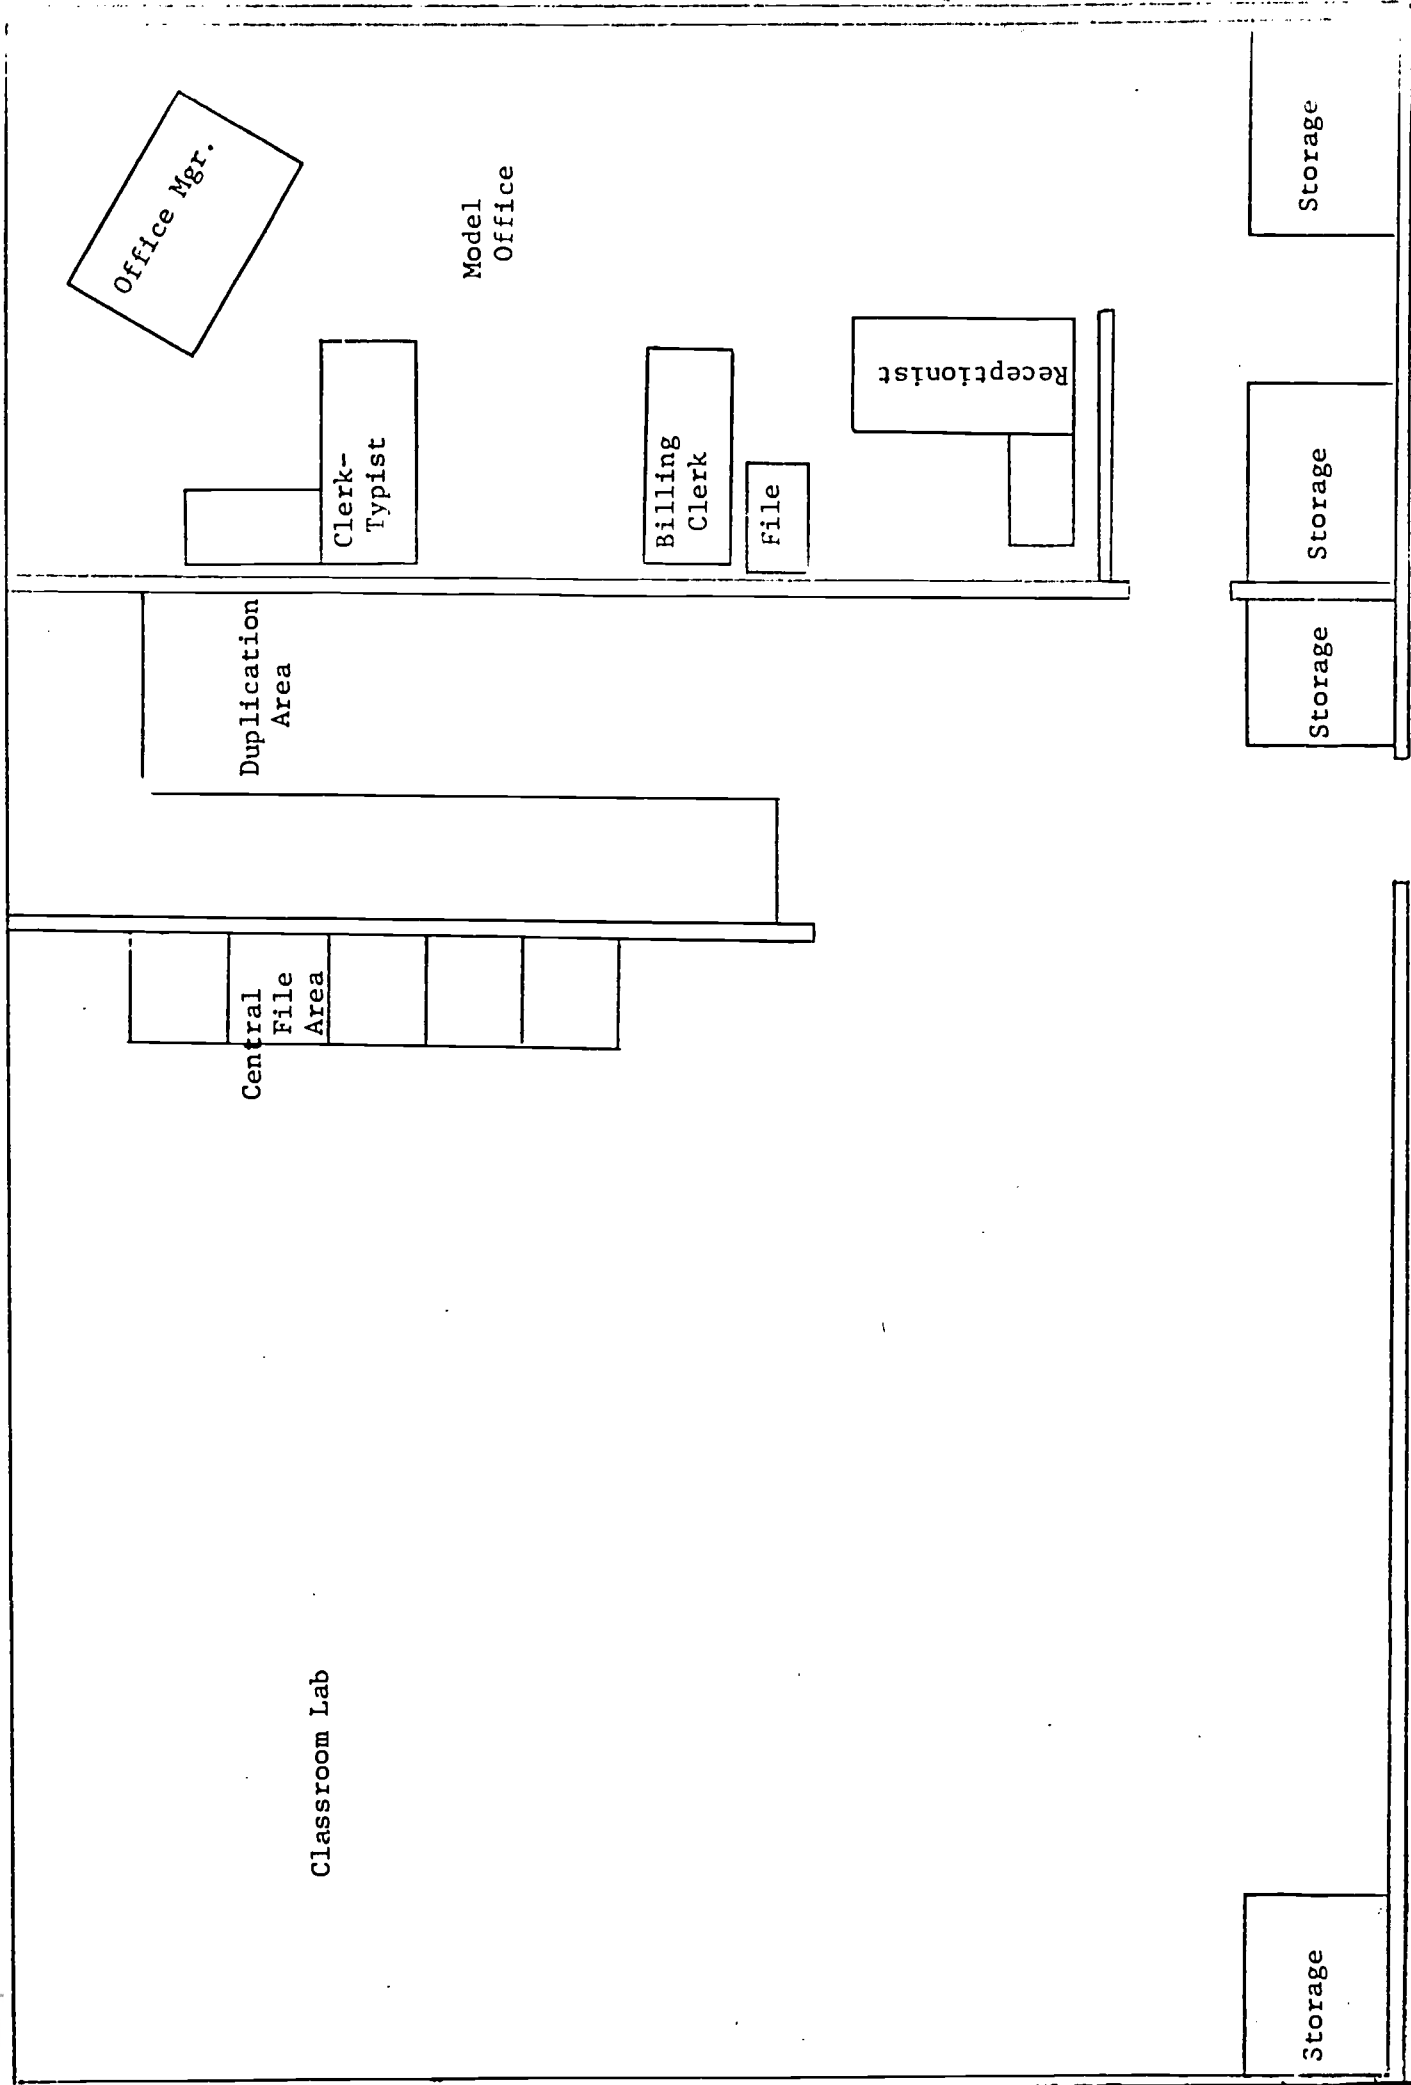 Office Mgr.
Model
Office
Clerk-
Typist
Billing
Clerk
File
Receptionist
Storage
Storage
Storage
Duplication
Area
Central
File
Area
Classroom Lab
Storage